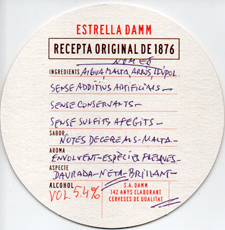 ESTRELLA DAMM
RECEPTA ORIGINAL DE 1876
NOMÉS
INGREDIENTS AIGUA, MALTA, ARRÒS, LLÚPOL
SENSE ADDITIUS ARTIFICIALS
SENSE CONSERVANTS
SENSE SULFITS AFEGITS
SABOR NOTES DE CEREALS-MALTA
AROMA
ENVOLVENT-ESPÈCIES FRESQUES
ASPECTE
DAURADA-NETA-BRILLANT
ALCOHOL VOL. 5.4%
S.A. DAMM
142 ANYS ELABORANT
CERVESES DE QUALITAT